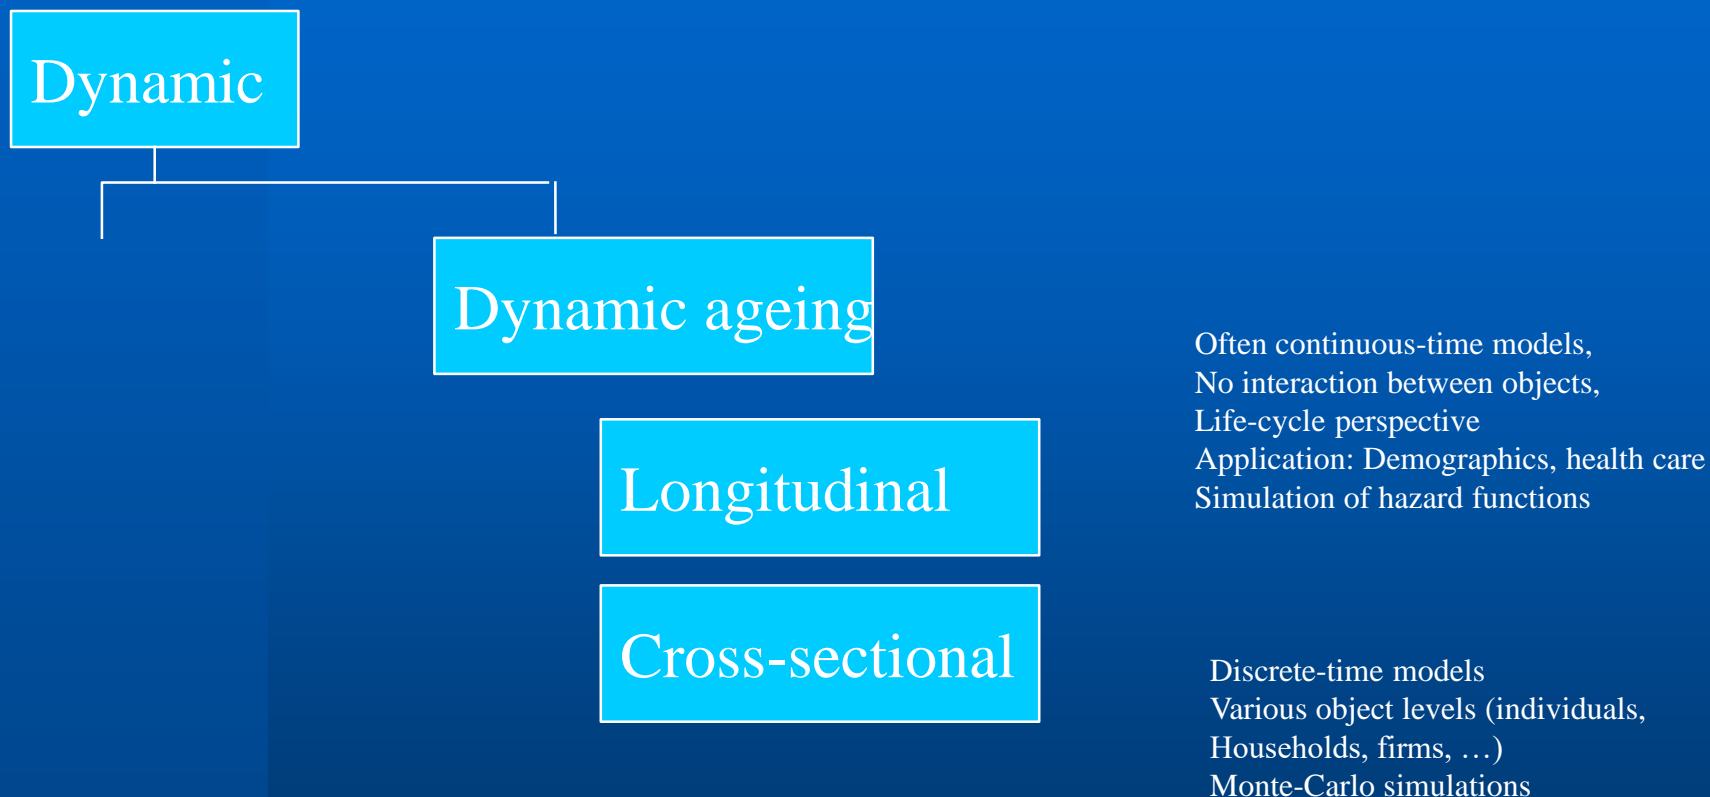 Dynamic
Dynamic ageing
Often continuous-time models,
No interaction between objects,
Life-cycle perspective
Application: Demographics, health care
Simulation of hazard functions
Longitudinal
Cross-sectional
Discrete-time models
Various object levels (individuals,
Households, firms, …)
Monte-Carlo simulations